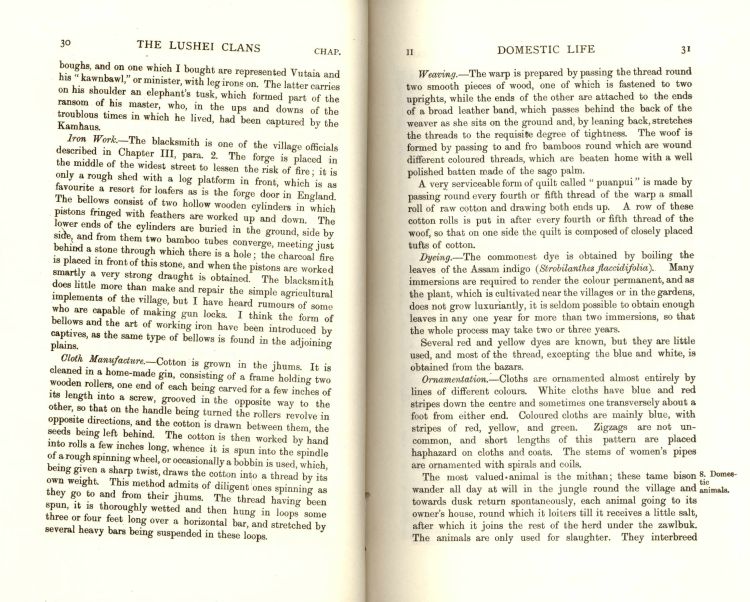 30 THE LUSHEI CLANS CHAP.
boughs, and on one which I bought are represented Vutaia and
his "kawnbawl," or minister, with leg irons on. The latter carries
on his shoulder an elephant's tusk, which formed part of the
ransom of his master, who, in the ups and downs of the
troublous times in which he lived, had been captured by the
Kamhaus.
Iron Work.—The blacksmith is one of the village officials
described in Chapter III, para. 2. The forge is placed in
the middle of the widest street to lessen the risk of fire; it is
only a rough shed with a log platform in front, which is as
favourite a resort for loafers as is the forge door in England.
The bellows consist of two hollow wooden cylinders in which
pistons fringed with feathers are worked up and down. The
lower ends of the cylinders are buried in the ground, side by
side, and from them two bamboo tubes converge, meeting just
behind a stone through which there is a hole; the charcoal fire
is placed in front of this stone, and when the pistons are worked
smartly a very strong draught is obtained. The blacksmith
does little more than make and repair the simple agricultural
implements of the village, but I have heard rumours of some
who are capable of making gun locks. I think the form of
bellows and the art of working iron have been introduced by
captives, as the same type of bellows is found in the adjoining
plains.
Cloth Manufacture.—Cotton is grown in the jhums. It is
cleaned in a home-made gin, consisting of a frame holding two
wooden rollers, one end of each being carved for a few inches of
its length into a screw, grooved in the opposite way to the
other, so that on the handle being turned the rollers revolve in
opposite directions, and the cotton is drawn between them, the
seeds being left behind. The cotton is then worked by hand
into rolls a few inches long, whence it is spun into the spindle
of a rough spinning wheel, or occasionally a bobbin is used, which,
being given a sharp twist, draws the cotton into a thread by its
own weight. This method admits of diligent ones spinning as
they go to and from their jhums. The thread having been
spun, it is thoroughly wetted and then hung in loops some
three or four feet long over a horizontal bar, and stretched by
several heavy bars being suspended in these loops.
II DOMESTIC LIFE 31
Weaving.—The warp is prepared by passing the thread round
two smooth pieces of wood, one of which is fastened to two
uprights, while the ends of the other are attached to the ends
of a broad leather band, which passes behind the back of the
weaver as she sits on the ground and, by leaning back, stretches
the threads to the requisite degree of tightness. The woof is
formed by passing to and fro bamboos round which are wound
different coloured threads, which are beaten home with a well
polished batten made of the sago palm.
A very serviceable form of quilt called "puanpui" is made by
passing round every fourth or fifth thread of the warp a small
roll of raw cotton and drawing both ends up. A row of these
cotton rolls is put in after every fourth or fifth thread of the
woof, so that on one side the quilt is composed of closely placed
tufts of cotton.
Dyeing.—The commonest dye is obtained by boiling the
leaves of the Assam indigo (Strobilanthes flaccidifolia). Many
immersions are required to render the colour permanent, and as
the plant, which is cultivated near the villages or in the gardens,
does not grow luxuriantly, it is seldom possible to obtain enough
leaves in any one year for more than two immersions, so that
the whole process may take two or three years.
Several red and yellow dyes are known, but they are little
used, and most of the thread, excepting the blue and white, is
obtained from the bazars.
Ornamentation.—Cloths are ornamented almost entirely by
lines of different colours. White cloths have blue and red
stripes down the centre and sometimes one transversely about a
foot from either end. Coloured cloths are mainly blue, with
stripes of red, yellow, and green. Zigzags are not un-
common, and short lengths of this pattern are placed
haphazard on cloths and coats. The stems of women's pipes
are ornamented with spirals and coils.
The most valued animal is the mithan; these tame bison
wander all day at will in the jungle round the village and
towards dusk return spontaneously, each animal going to its
owner's house, round which it loiters till it receives a little salt,
after which it joins the rest of the herd under the zawlbuk.
The animals are only used for slaughter. They interbreed
8. Domes-
tic
animals.